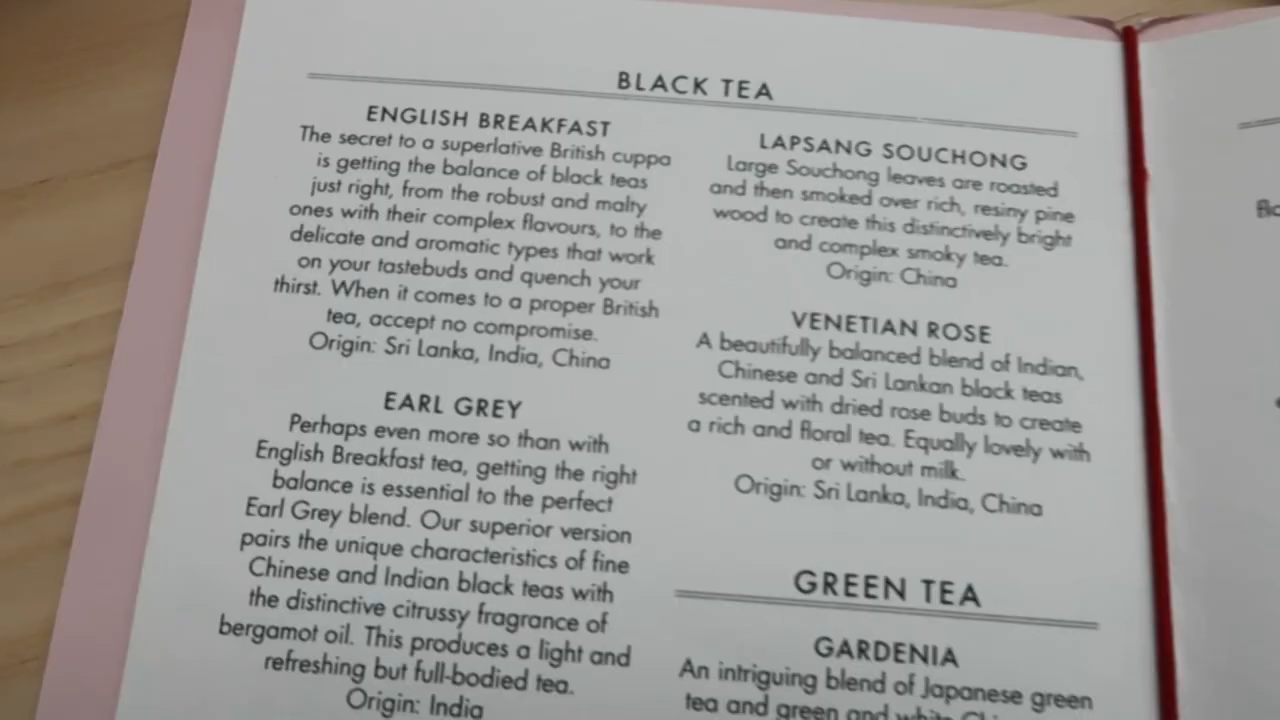 BLACK TEA
ENGLISH BREAKFAST
The secret to a superlative British cuppa
is getting the balance of black teas
just right, from the robust and malty
ones with their complex flavours, to the
delicate and aromatic types that work
on your tastebuds and quench your
thirst. When it comes to a proper British
tea, accept no compromise.
Origin: Sri Lanka, India, China
EARL GREY
Perhaps even more so than with
English Breakfast tea, getting the right
balance is essential to the perfect
Earl Grey blend. Our superior version
pairs the unique characteristics of fine
Chinese and Indian black teas with
the distinctive citrussy fragrance of
bergamot oil. This produces a light and
refreshing but full-bodied tea.
Origin: India
LAPSANG SOUCHONG
Large Souchong leaves are roasted
and then smoked over rich, resiny pine
wood to create this distinctively bright
and complex smoky tea.
Origin: China
VENETIAN ROSE
A beautifully balanced blend of Indian,
Chinese and Sri Lankan black teas
scented with dried rose buds to create
a rich and floral tea. Equally lovely with
or without milk.
Origin: Sri Lanka, India, China
GREEN TEA
GARDENIA
An intriguing blend of Japanese green
tea and green and white